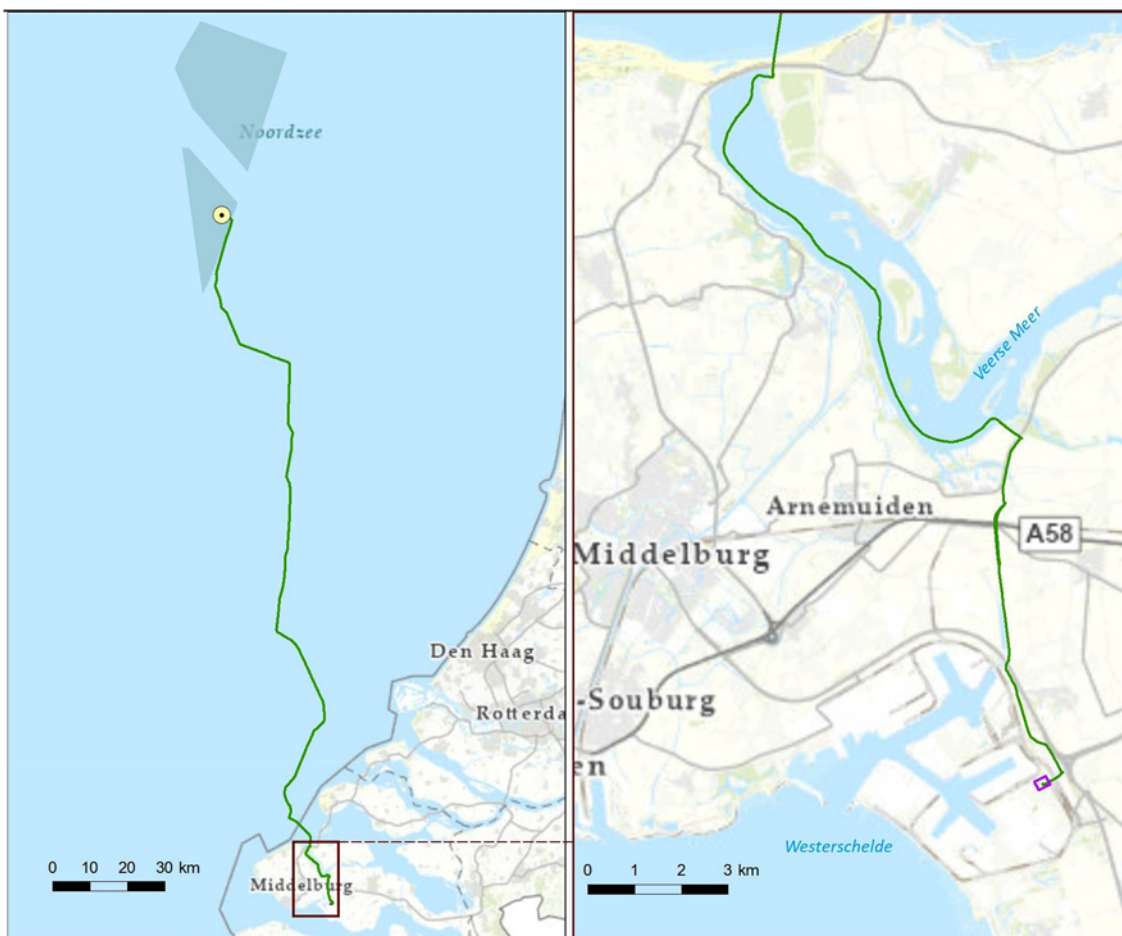 Noordzee
Den Haag
Rotterda
Middelburg
0 10 20 30 km
Veerse Meer
Arnemuiden
A58
Middelburg
-Souburg
en
Westerschelde
0 1 2 3 km